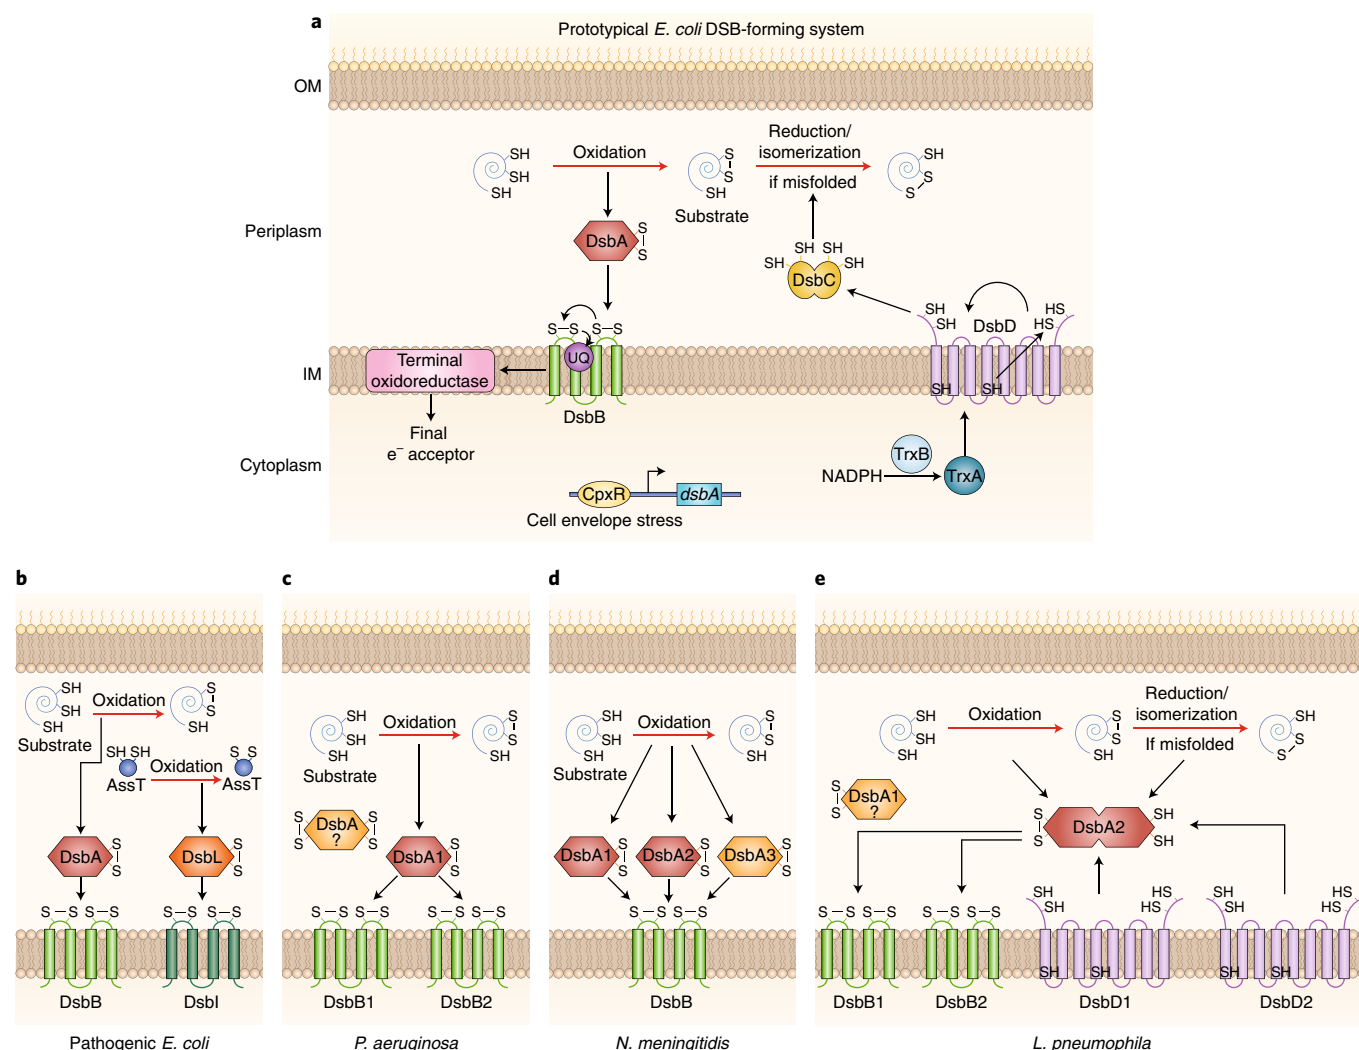 a
Prototypical E. coli DSB-forming system
OM
Periplasm
IM
Cytoplasm
SH
SH
SH
Oxidation
S
S
SH
Substrate
Reduction/
isomerization
if misfolded
SH
S
S
DsbA
S
S
SH SH
SH SH
DsbC
S–S S–S
UQ
DsbB
Terminal
oxidoreductase
Final
e– acceptor
SH
SH
DsbD
HS
HS
SH
SH
TrxB
NADPH
TrxA
CpxR
dsbA
Cell envelope stress
b
SH
SH
SH
Substrate
Oxidation
S
S
SH
SH SH
AssT
Oxidation
S S
AssT
DsbA
S
S
DsbL
S
S
S–S S–S
S–S S–S
DsbB
DsbI
Pathogenic E. coli
c
SH
SH
SH
Substrate
Oxidation
S
S
SH
S
S
DsbA
?
S
S
DsbA1
S
S
S–S S–S
S–S S–S
DsbB1
DsbB2
P. aeruginosa
d
SH
SH
SH
Substrate
Oxidation
S
S
SH
DsbA1
S
S
DsbA2
S
S
DsbA3
S
S
S–S S–S
DsbB
N. meningitidis
e
SH
SH
SH
Oxidation
S
S
SH
Reduction/
isomerization
If misfolded
SH
S
S
S
S
DsbA1
?
S
S
DsbA2
SH
SH
S–S S–S
S–S S–S
SH
SH
HS
HS
SH
SH
SH
SH
HS
HS
SH
SH
DsbB1
DsbB2
DsbD1
DsbD2
L. pneumophila